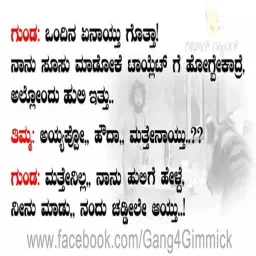 ಗುಂಡ: ಒಂದಿನ ಏನಾಯ್ತು ಗೊತ್ತಾ!
ನಾನು ಸೂಸು ಮಾಡೋಕೆ ಟಾಯ್ಲೆಟ್ ಗೆ ಹೋಗ್ಬೇಕಾದ್ರೆ,
ಅಲ್ಲೋಂದು ಹುಲಿ ಇತ್ತು..
ತಿಮ್ಮ: ಅಯ್ಯಪ್ಪೋ,, ಹೌದಾ,, ಮತ್ತೇನಾಯ್ತು..??
ಗುಂಡ: ಮತ್ತೇನಿಲ್ಲ,, ನಾನು ಹುಲಿಗೆ ಹೇಳ್ದೆ,
ನೀನು ಮಾಡು,, ನಂದು ಚಡ್ಡೀಲೇ ಆಯ್ತು..!
www.facebook.com/Gang4Gimmick